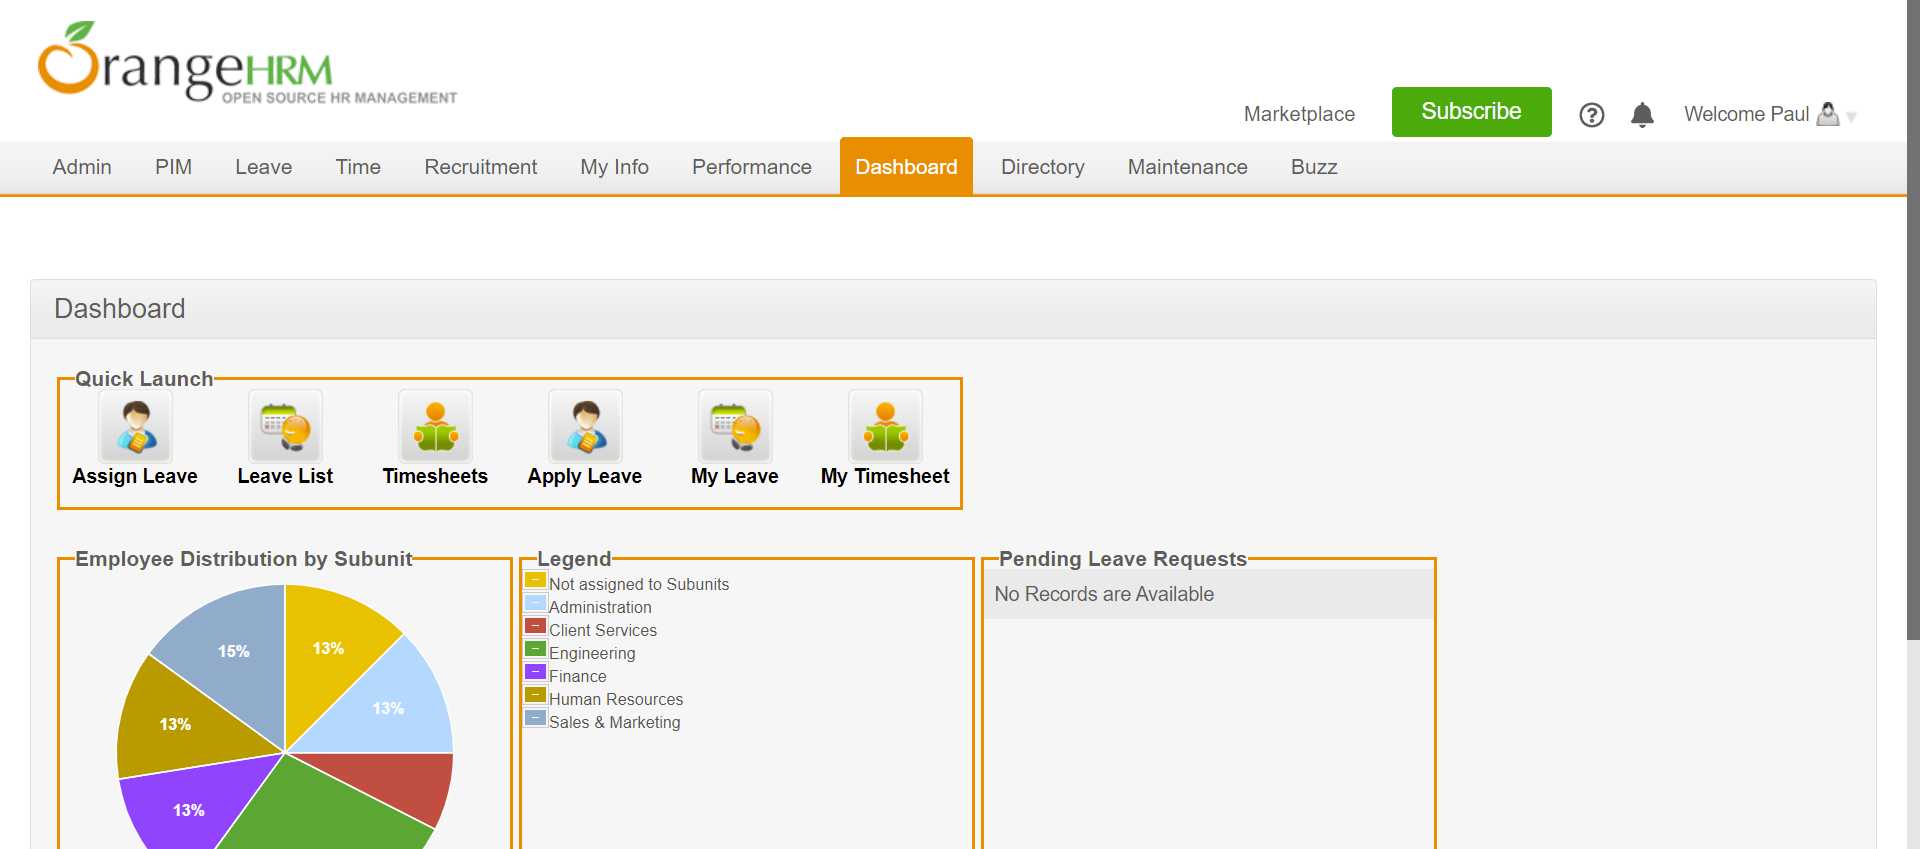 OrangeHRM
OPEN SOURCE HR MANAGEMENT
Marketplace
Subscribe
Welcome Paul
Admin
PIM
Leave
Time
Recruitment
My Info
Performance
Dashboard
Directory
Maintenance
Buzz
Dashboard
Quick Launch
Assign Leave
Leave List
Timesheets
Apply Leave
My Leave
My Timesheet
Employee Distribution by Subunit
15%
13%
13%
13%
13%
Legend
Not assigned to Subunits
Administration
Client Services
Engineering
Finance
Human Resources
Sales & Marketing
Pending Leave Requests
No Records are Available